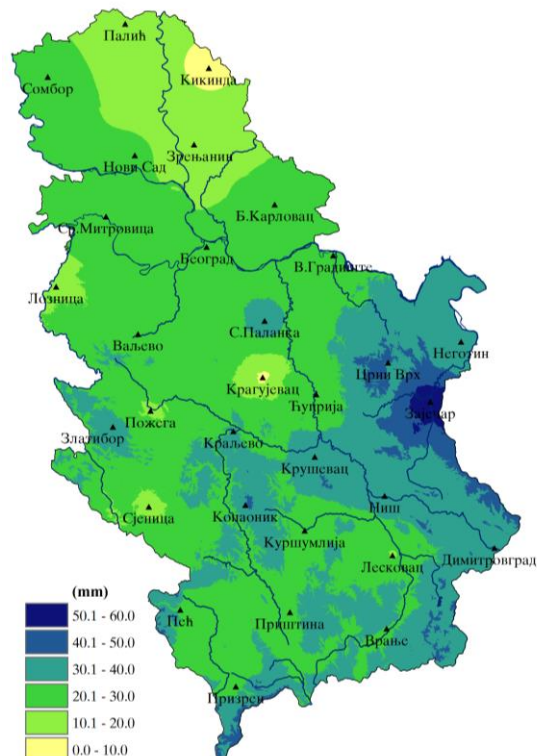 Палић
Кикинда
Сомбор
Зрењанин
Нови Сад
Б.Карловац
Ср.Митровица
Београд
В.Градиште
Лозница
С.Паланка
Ваљево
Неготин
Црни Врх
Крагујевац
Ћуприја
Зајечар
Пожега
Златибор
Краљево
Крушевац
Сјеница
Копаоник
Ниш
Куршумлија
Лесковац
Димитровград
Пећ
Приштина
Врање
Призрен
(mm)
50.1 - 60.0
40.1 - 50.0
30.1 - 40.0
20.1 - 30.0
10.1 - 20.0
0.0 - 10.0